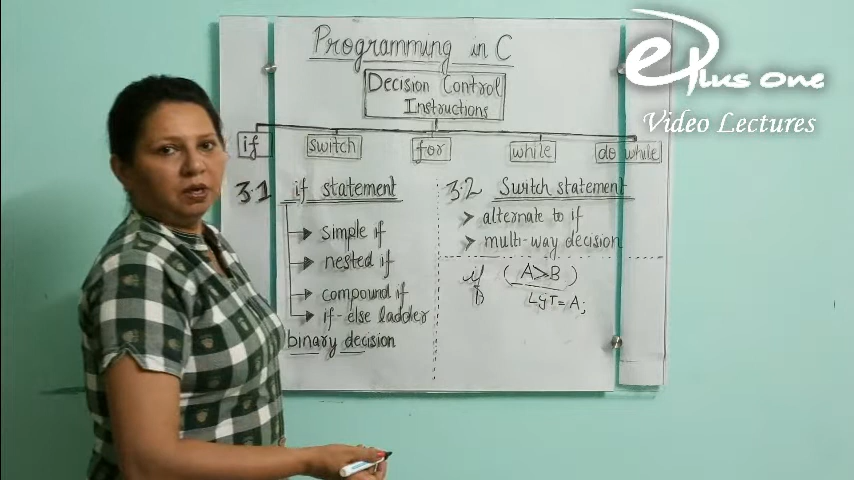 Programming in C
Decision Control
Instructions
if switch for while do while
3.1 if statement
simple if
nested if
compound if
if-else ladder
binary decision
3.2 Switch statement
alternate to if
multi-way decision
if (A>B)
LgT=A;
ePlus one
Video Lectures